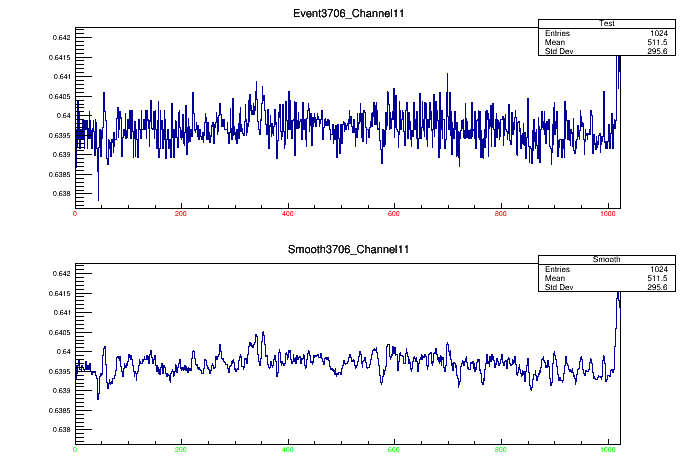 Event3706_Channel11
Test
Entries 1024
Mean 511.5
Std Dev 295.6
0.642
0.6415
0.641
0.6405
0.64
0.6395
0.639
0.6385
0.638
0 200 400 600 800 1000
Smooth3706_Channel11
Smooth
Entries 1024
Mean 511.5
Std Dev 295.6
0.642
0.6415
0.641
0.6405
0.64
0.6395
0.639
0.6385
0.638
0 200 400 600 800 1000